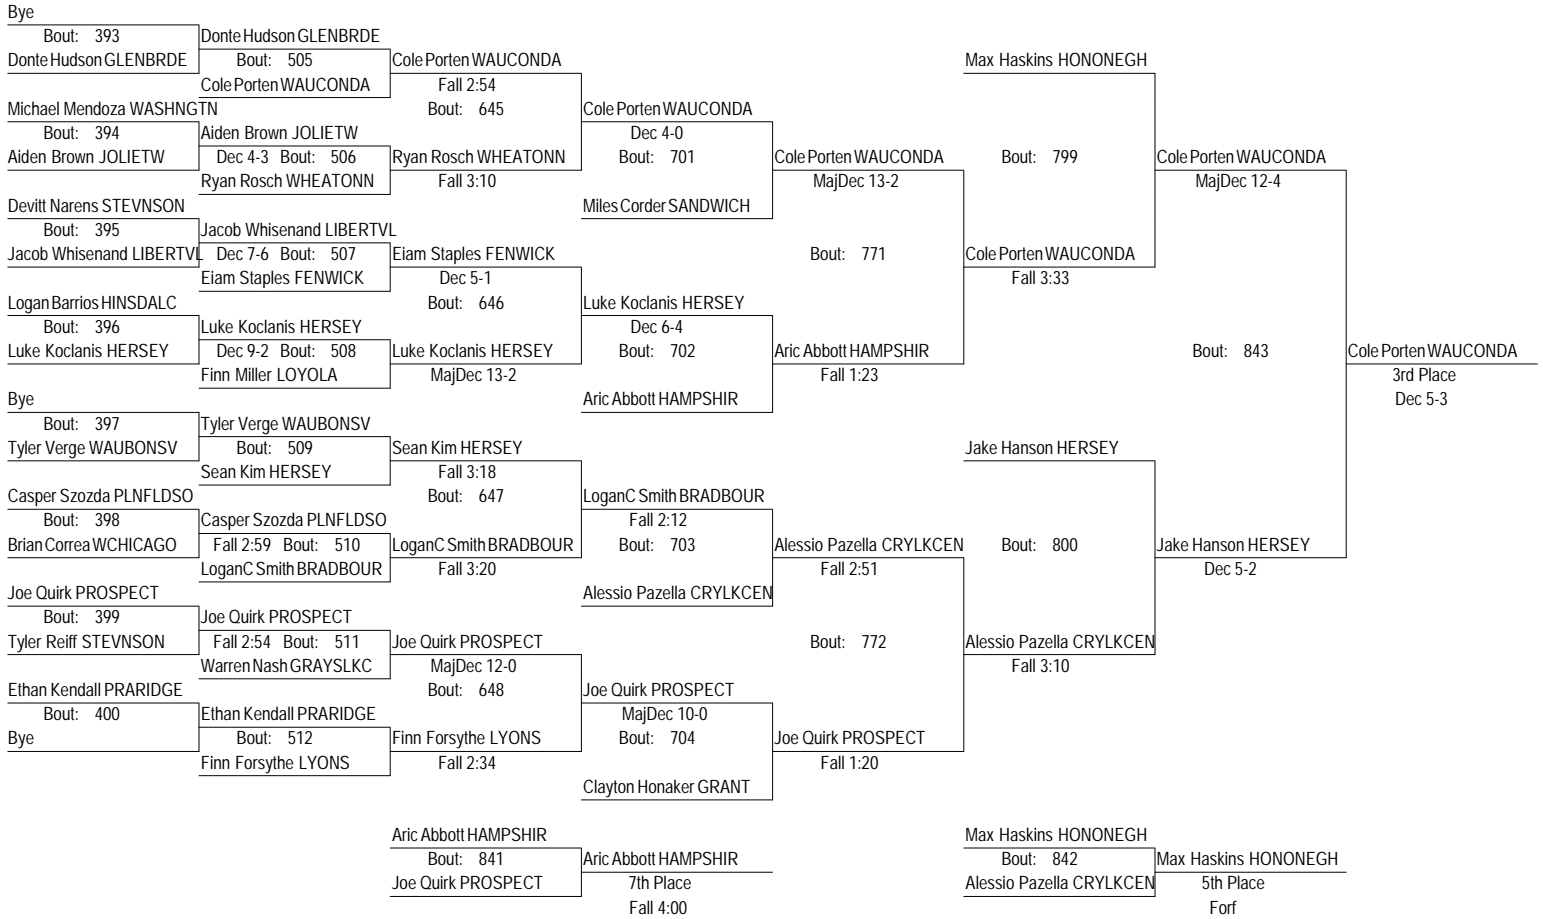 Bye
Bout: 393
Donte Hudson GLENBRDE
Donte Hudson GLENBRDE
Bout: 505
Cole Porten WAUCONDA
Cole Porten WAUCONDA
Fall 2:54
Bout: 645
Michael Mendoza WASHNGTN
Bout: 394
Aiden Brown JOLIETW
Aiden Brown JOLIETW
Dec 4-3 Bout: 506
Ryan Rosch WHEATONN
Ryan Rosch WHEATONN
Fall 3:10
Cole Porten WAUCONDA
Dec 4-0
Bout: 701
Miles Corder SANDWICH
Cole Porten WAUCONDA
MajDec 13-2
Bout: 771
Devitt Narens STEVNSON
Bout: 395
Jacob Whisenand LIBERTVL
Jacob Whisenand LIBERTVL
Dec 7-6 Bout: 507
Eiam Staples FENWICK
Eiam Staples FENWICK
Dec 5-1
Bout: 646
Logan Barrios HINSDALC
Bout: 396
Luke Koclanis HERSEY
Luke Koclanis HERSEY
Dec 9-2 Bout: 508
Finn Miller LOYOLA
Luke Koclanis HERSEY
MajDec 13-2
Luke Koclanis HERSEY
Dec 6-4
Bout: 702
Aric Abbott HAMPSHIR
Aric Abbott HAMPSHIR
Fall 1:23
Max Haskins HONONEGH
Bout: 799
Cole Porten WAUCONDA
Fall 3:33
Cole Porten WAUCONDA
MajDec 12-4
Bout: 843
Cole Porten WAUCONDA
3rd Place
Dec 5-3
Bye
Bout: 397
Tyler Verge WAUBONSV
Tyler Verge WAUBONSV
Bout: 509
Sean Kim HERSEY
Sean Kim HERSEY
Fall 3:18
Bout: 647
Casper Szozda PLNFLDSO
Bout: 398
Brian Correa WCHICAGO
Casper Szozda PLNFLDSO
Fall 2:59 Bout: 510
LoganC Smith BRADBOUR
LoganC Smith BRADBOUR
Fall 3:20
LoganC Smith BRADBOUR
Fall 2:12
Bout: 703
Alessio Pazella CRYLKCEN
Alessio Pazella CRYLKCEN
Fall 2:51
Bout: 772
Joe Quirk PROSPECT
Bout: 399
Tyler Reiff STEVNSON
Joe Quirk PROSPECT
Fall 2:54 Bout: 511
Warren Nash GRAYSLKC
Joe Quirk PROSPECT
MajDec 12-0
Bout: 648
Ethan Kendall PRARIDGE
Bout: 400
Bye
Ethan Kendall PRARIDGE
Bout: 512
Finn Forsythe LYONS
Finn Forsythe LYONS
Fall 2:34
Joe Quirk PROSPECT
MajDec 10-0
Bout: 704
Clayton Honaker GRANT
Joe Quirk PROSPECT
Fall 1:20
Jake Hanson HERSEY
Bout: 800
Alessio Pazella CRYLKCEN
Fall 3:10
Jake Hanson HERSEY
Dec 5-2
Aric Abbott HAMPSHIR
Bout: 841
Joe Quirk PROSPECT
Aric Abbott HAMPSHIR
7th Place
Fall 4:00
Max Haskins HONONEGH
Bout: 842
Alessio Pazella CRYLKCEN
Max Haskins HONONEGH
5th Place
Forf